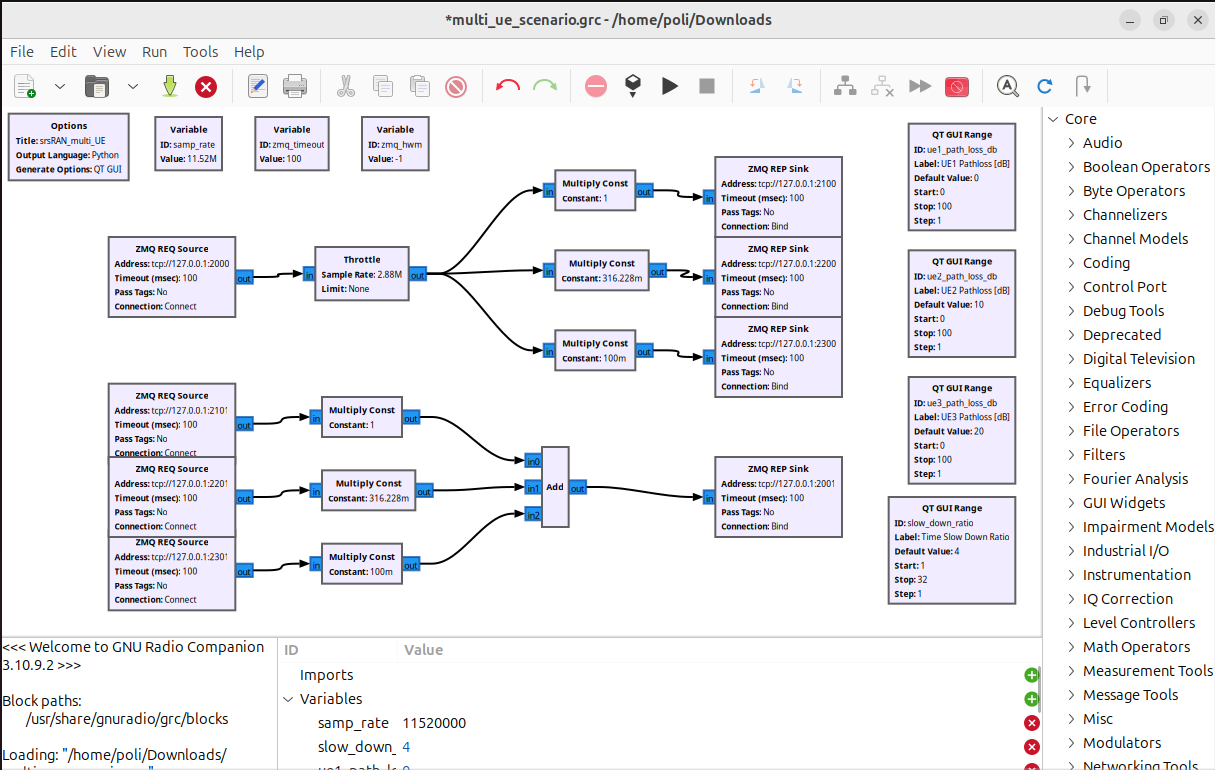 *multi_ue_scenario.grc - /home/poli/Downloads
File Edit View Run Tools Help
Options
Title: srsRAN_multi_UE
Output Language: Python
Generate Options: QT GUI
Variable
ID: samp_rate
Value: 11.52M
Variable
ID: zmq_timeout
Value: 100
Variable
ID: zmq_hwm
Value: -1
ZMQ REQ Source
Address: tcp://127.0.0.1:2000
Timeout (msec): 100
Pass Tags: No
Connection: Connect
out
in
Throttle
Sample Rate: 2.88M
Limit: None
out
in
Multiply Const
Constant: 1
out
in
Multiply Const
Constant: 316.228m
out
in
Multiply Const
Constant: 100m
out
in
ZMQ REP Sink
Address: tcp://127.0.0.1:2100
Timeout (msec): 100
Pass Tags: No
Connection: Bind
in
ZMQ REP Sink
Address: tcp://127.0.0.1:2200
Timeout (msec): 100
Pass Tags: No
Connection: Bind
in
ZMQ REP Sink
Address: tcp://127.0.0.1:2300
Timeout (msec): 100
Pass Tags: No
Connection: Bind
ZMQ REQ Source
Address: tcp://127.0.0.1:2101
Timeout (msec): 100
Pass Tags: No
Connection: Connect
out
ZMQ REQ Source
Address: tcp://127.0.0.1:2201
Timeout (msec): 100
Pass Tags: No
Connection: Connect
out
ZMQ REQ Source
Address: tcp://127.0.0.1:2301
Timeout (msec): 100
Pass Tags: No
Connection: Connect
out
in
Multiply Const
Constant: 1
out
in
Multiply Const
Constant: 316.228m
out
in
Multiply Const
Constant: 100m
out
in0
in1
in2
Add
out
in
ZMQ REP Sink
Address: tcp://127.0.0.1:2001
Timeout (msec): 100
Pass Tags: No
Connection: Bind
QT GUI Range
ID: ue1_path_loss_db
Label: UE1 Pathloss [dB]
Default Value: 0
Start: 0
Stop: 100
Step: 1
QT GUI Range
ID: ue2_path_loss_db
Label: UE2 Pathloss [dB]
Default Value: 10
Start: 0
Stop: 100
Step: 1
QT GUI Range
ID: ue3_path_loss_db
Label: UE3 Pathloss [dB]
Default Value: 20
Start: 0
Stop: 100
Step: 1
QT GUI Range
ID: slow_down_ratio
Label: Time Slow Down Ratio
Default Value: 4
Start: 1
Stop: 32
Step: 1
Core
Audio
Boolean Operators
Byte Operators
Channelizers
Channel Models
Coding
Control Port
Debug Tools
Deprecated
Digital Television
Equalizers
Error Coding
File Operators
Filters
Fourier Analysis
GUI Widgets
Impairment Models
Industrial I/O
Instrumentation
IQ Correction
Level Controllers
Math Operators
Measurement Tools
Message Tools
Misc
Modulators
Networking Tools
<<< Welcome to GNU Radio Companion
3.10.9.2 >>>
Block paths:
/usr/share/gnuradio/grc/blocks
Loading: "/home/poli/Downloads/
ID Value
Imports
Variables
samp_rate 11520000
slow_down_ 4